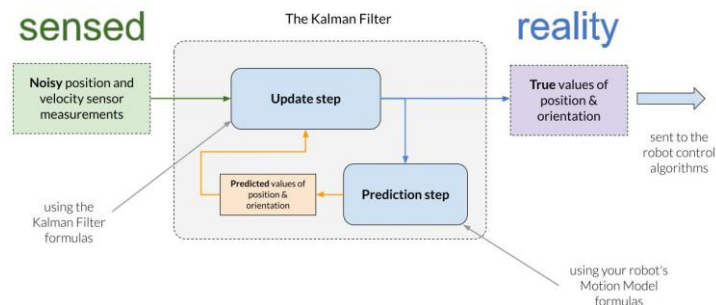 The Kalman Filter
sensed
reality
Noisy position and
velocity sensor
measurements
Update step
True values of
position &
orientation
sent to the
robot control
algorithms
Predicted values of
position &
orientation
Prediction step
using the
Kalman Filter
formulas
using your robot's
Motion Model
formulas